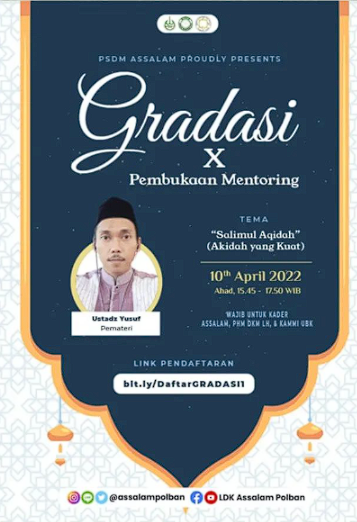 PSDM ASSALAM PROUDLY PRESENTS
Gradasi
X
Pembukaan Mentoring
TEMA
"Salimul Aqidah"
(Akidah yang Kuat)
10th April 2022
Ahad, 15.45 - 17.50 WIB
WAJIB UNTUK KADER
ASSALAM, PHM DKM LH, & KAMMI UBK
Ustadz Yusuf
Pemateri
LINK PENDAFTARAN
bit.ly/DaftarGRADASI1
@assalampolban LDK Assalam Polban